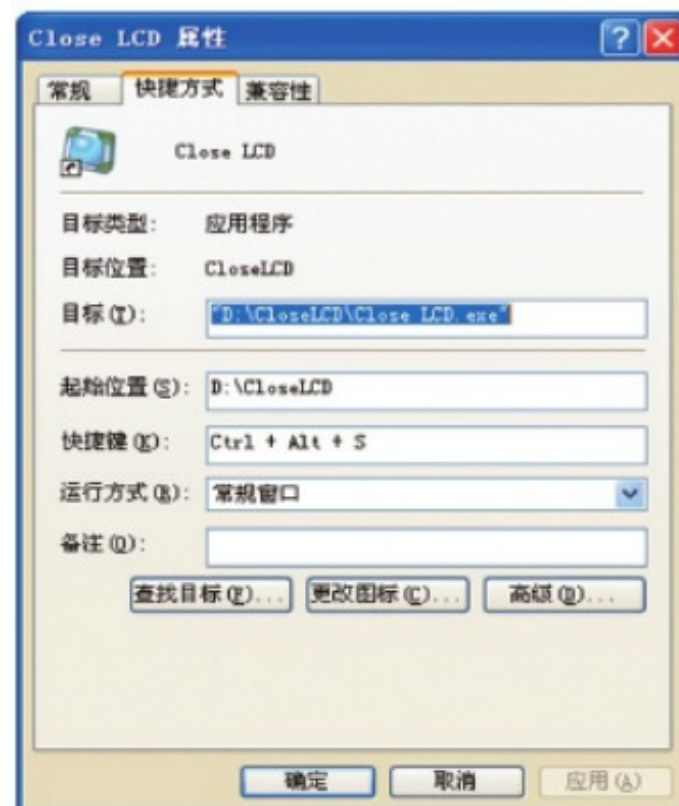 Close LCD 属性
常规 快捷方式 兼容性
Close LCD
目标类型: 应用程序
目标位置: CloseLCD
目标(T): "D:\CloseLCD\Close LCD.exe"
起始位置(S): D:\CloseLCD
快捷键(K): Ctrl + Alt + S
运行方式(R): 常规窗口
备注(O):
查找目标(F)... 更改图标(C)... 高级(D)...
确定 取消 应用(A)